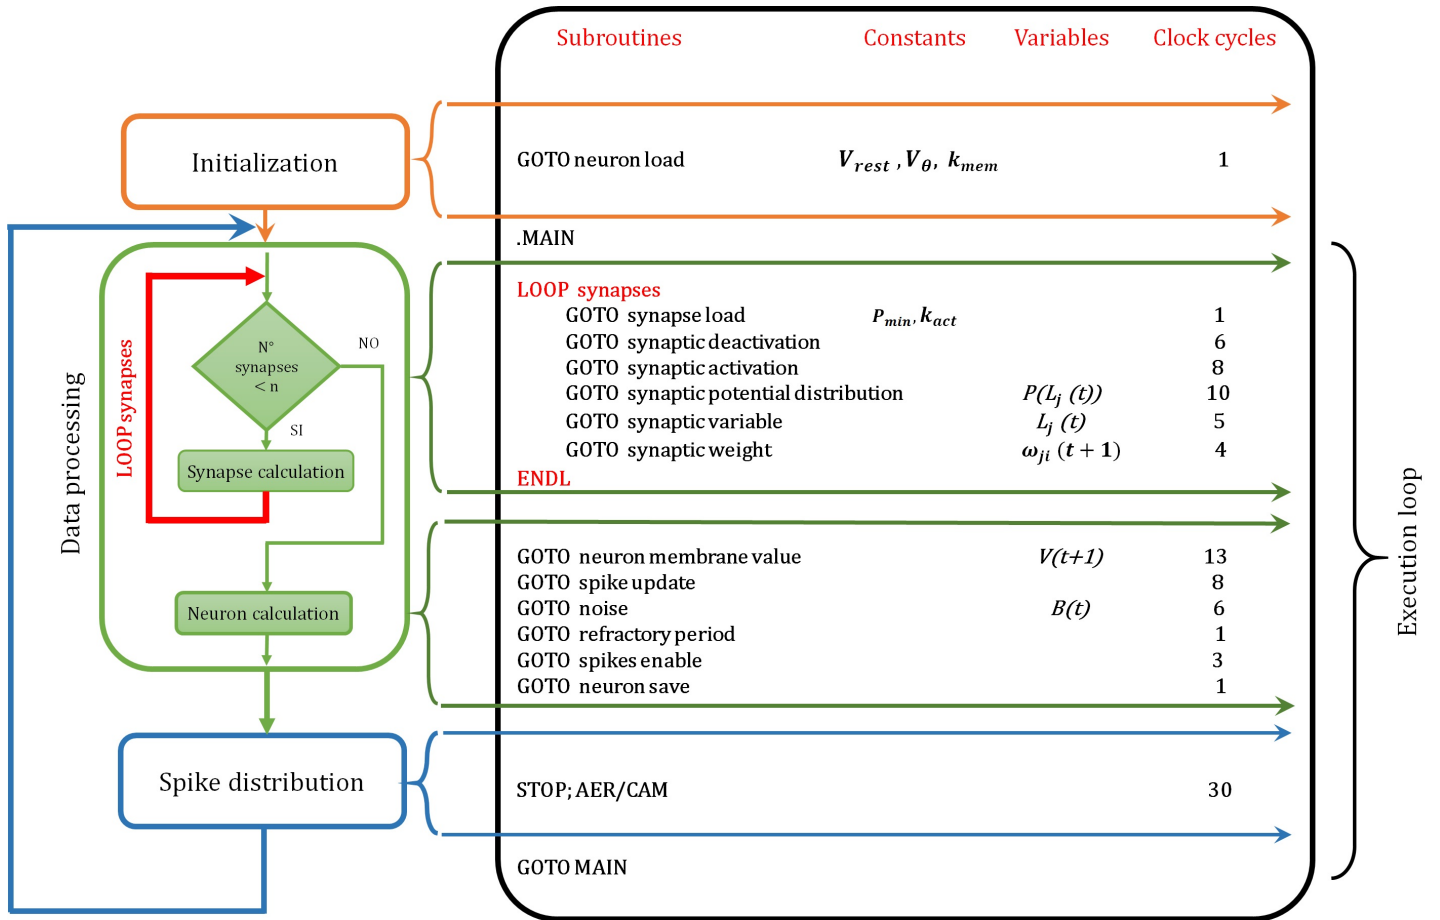 Subroutines Constants Variables Clock cycles
Initialization
GOTO neuron load V_rest , V_θ, k_mem 1
.MAIN
LOOP synapses
GOTO synapse load P_min, k_act 1
GOTO synaptic deactivation 6
GOTO synaptic activation 8
GOTO synaptic potential distribution P(L_j (t)) 10
GOTO synaptic variable L_j (t) 5
GOTO synaptic weight ω_ji (t + 1) 4
ENDL
GOTO neuron membrane value V(t+1) 13
GOTO spike update 8
GOTO noise B(t) 6
GOTO refractory period 1
GOTO spikes enable 3
GOTO neuron save 1
STOP; AER/CAM 30
GOTO MAIN
Data processing
LOOP synapses
N°
synapses
< n
NO
SI
Synapse calculation
Neuron calculation
Spike distribution
Execution loop